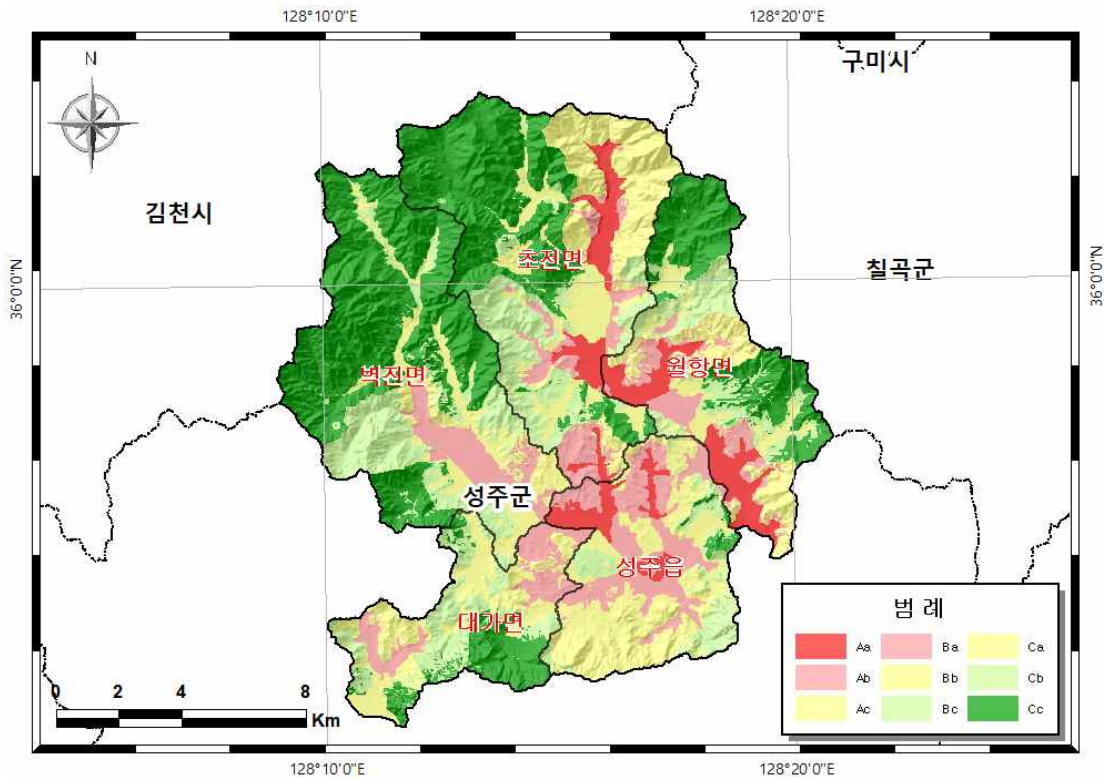 128°10'0"E
128°20'0"E
N
구미시
김천시
36°0'0"N
초전면
칠곡군
36°0'0"N
벽진면
월항면
성주군
성주읍
대가면
범 례
Aa
Ba
Ca
Ab
Bb
Cb
Ac
Bc
Cc
0 2 4 8
Km
128°10'0"E
128°20'0"E